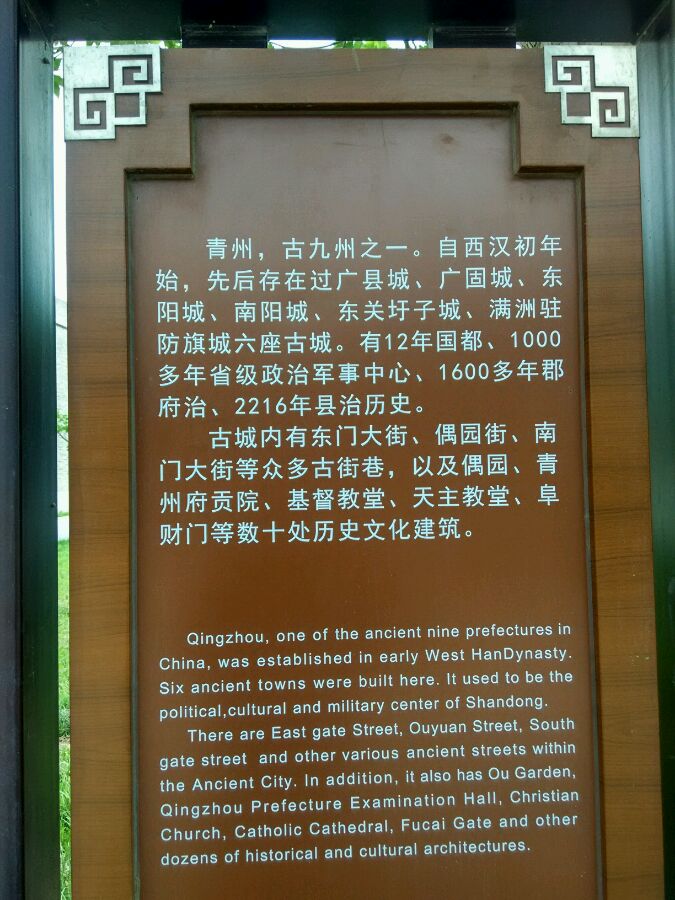 青州，古九州之一。自西汉初年
始，先后存在过广县城、广固城、东
阳城、南阳城、东关圩子城、满洲驻
防旗城六座古城。有12年国都、1000
多年省级政治军事中心、1600多年郡
府治、2216年县治历史。
古城内有东门大街、偶园街、南
门大街等众多古街巷，以及偶园、青
州府贡院、基督教堂、天主教堂、阜
财门等数十处历史文化建筑。
Qingzhou, one of the ancient nine prefectures in
China, was established in early West HanDynasty.
Six ancient towns were built here. It used to be the
political,cultural and military center of Shandong.
There are East gate Street, Ouyuan Street, South
gate street and other various ancient streets within
the Ancient City. In addition, it also has Ou Garden,
Qingzhou Prefecture Examination Hall, Christian
Church, Catholic Cathedral, Fucai Gate and other
dozens of historical and cultural architectures.